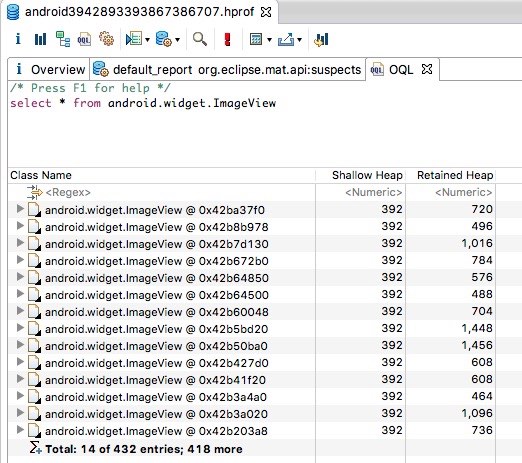 android3942893393867386707.hprof
OQL
i Overview default_report org.eclipse.mat.api:suspects OQL
/* Press F1 for help */
select * from android.widget.ImageView
Class Name Shallow Heap Retained Heap
<Regex> <Numeric> <Numeric>
android.widget.ImageView @ 0x42ba37f0 392 720
android.widget.ImageView @ 0x42b8b978 392 496
android.widget.ImageView @ 0x42b7d130 392 1,016
android.widget.ImageView @ 0x42b672b0 392 784
android.widget.ImageView @ 0x42b64850 392 576
android.widget.ImageView @ 0x42b64500 392 488
android.widget.ImageView @ 0x42b60048 392 704
android.widget.ImageView @ 0x42b5bd20 392 1,448
android.widget.ImageView @ 0x42b50ba0 392 1,456
android.widget.ImageView @ 0x42b427d0 392 608
android.widget.ImageView @ 0x42b41f20 392 608
android.widget.ImageView @ 0x42b3a4a0 392 464
android.widget.ImageView @ 0x42b3a020 392 1,096
android.widget.ImageView @ 0x42b203a8 392 736
Total: 14 of 432 entries; 418 more